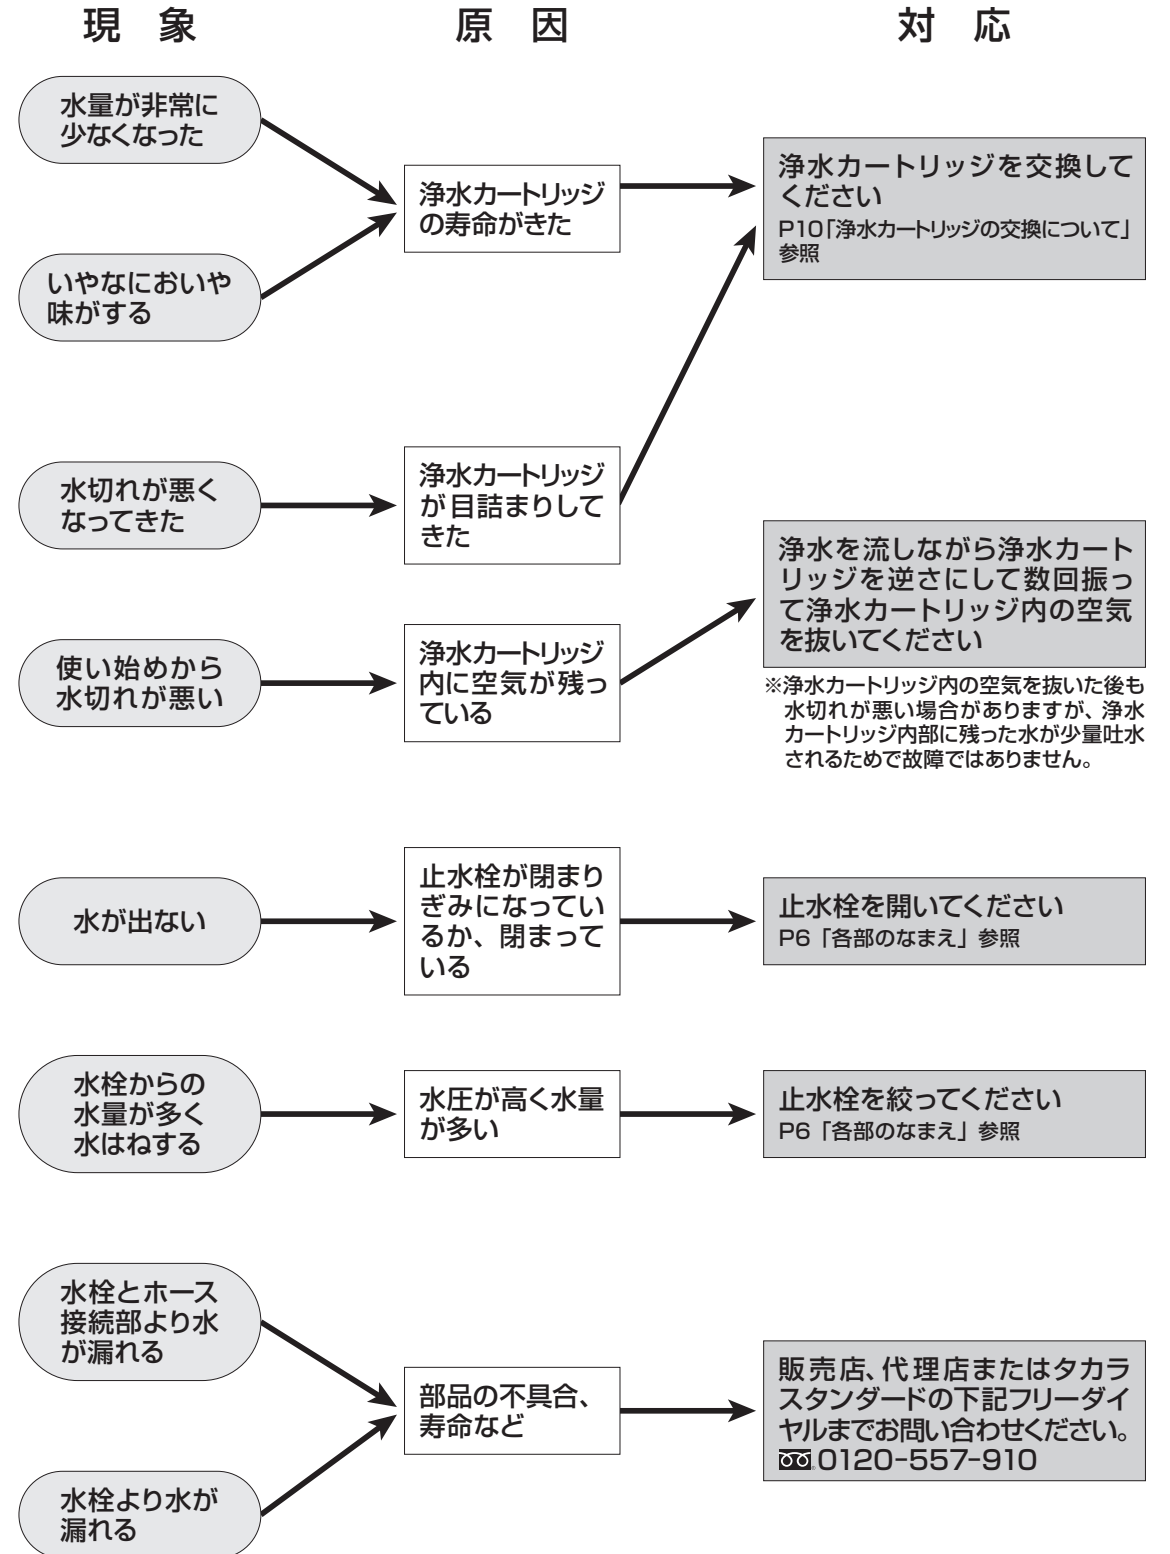 現象 原因 対応
水量が非常に
少なくなった
いやなにおいや
味がする
浄水カートリッジ
の寿命がきた
浄水カートリッジを交換して
ください
P10「浄水カートリッジの交換について」
参照
水切れが悪く
なってきた
浄水カートリッジ
が目詰まりして
きた
使い始めから
水切れが悪い
浄水カートリッジ
内に空気が残っ
ている
浄水を流しながら浄水カート
リッジを逆さにして数回振っ
て浄水カートリッジ内の空気
を抜いてください
※浄水カートリッジ内の空気を抜いた後も
水切れが悪い場合がありますが、浄水
カートリッジ内部に残った水が少量吐水
されるためで故障ではありません。
水が出ない
止水栓が閉まり
ぎみになってい
るか、閉まって
いる
止水栓を開いてください
P6「各部のなまえ」参照
水栓からの
水量が多く
水はねする
水圧が高く水量
が多い
止水栓を絞ってください
P6「各部のなまえ」参照
水栓とホース
接続部より水
が漏れる
水栓より水が
漏れる
部品の不具合、
寿命など
販売店、代理店またはタカラ
スタンダードの下記フリーダイ
ヤルまでお問い合わせください。
0120-557-910